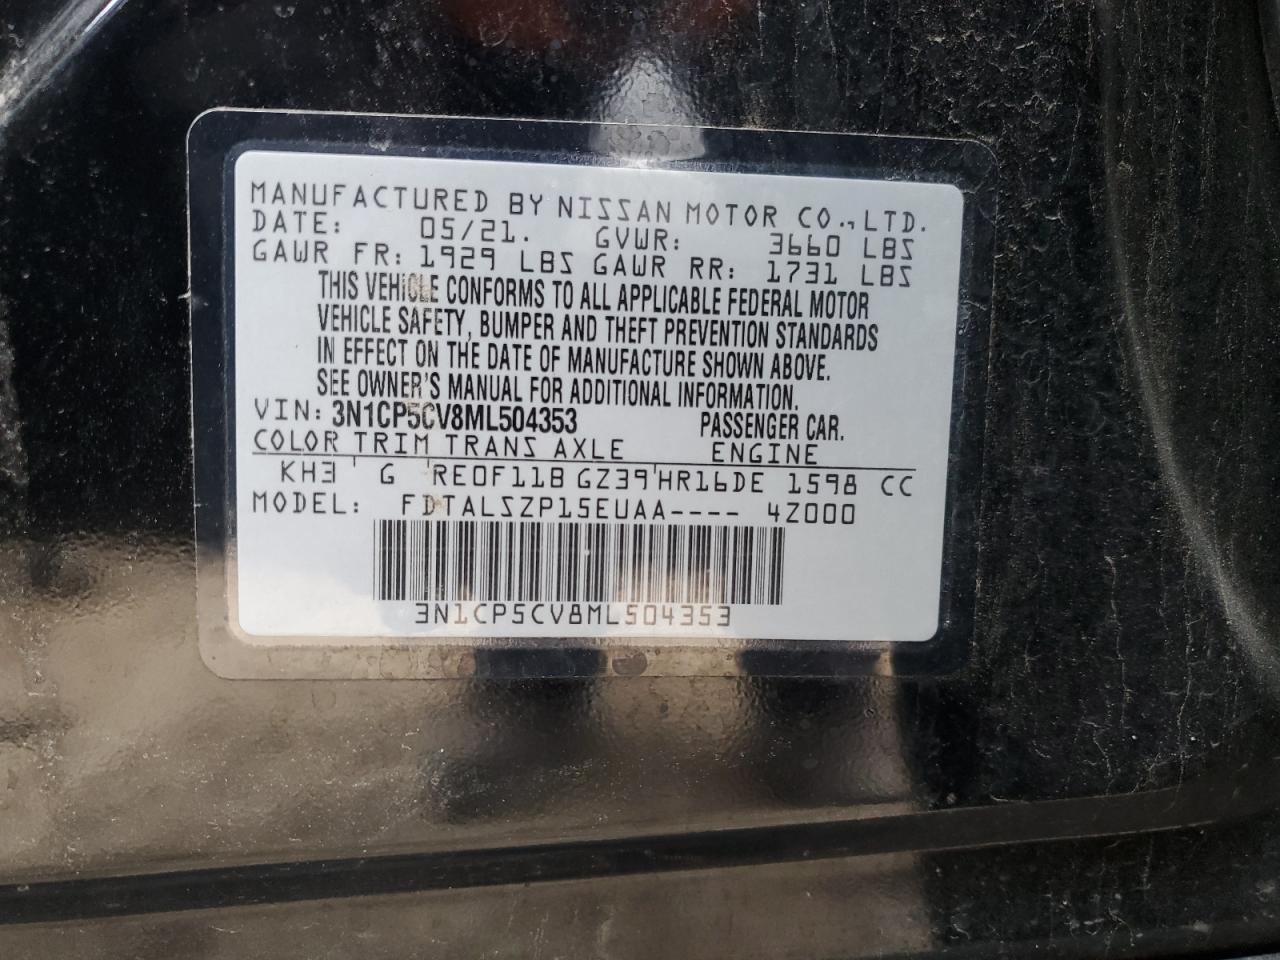 MANUFACTURED BY NISSAN MOTOR CO.,LTD.
DATE: 05/21. GVWR: 3660 LBS
GAWR FR: 1929 LBS GAWR RR: 1731 LBS
THIS VEHICLE CONFORMS TO ALL APPLICABLE FEDERAL MOTOR
VEHICLE SAFETY, BUMPER AND THEFT PREVENTION STANDARDS
IN EFFECT ON THE DATE OF MANUFACTURE SHOWN ABOVE.
SEE OWNER'S MANUAL FOR ADDITIONAL INFORMATION.
VIN: 3N1CP5CV8ML504353 PASSENGER CAR.
COLOR TRIM TRANS AXLE ENGINE
KH3 ' G 'RE0F11B GZ39'HR16DE 1598 CC
MODEL: FDTALSZP15EUAA---- 4Z000
3N1CP5CV8ML504353